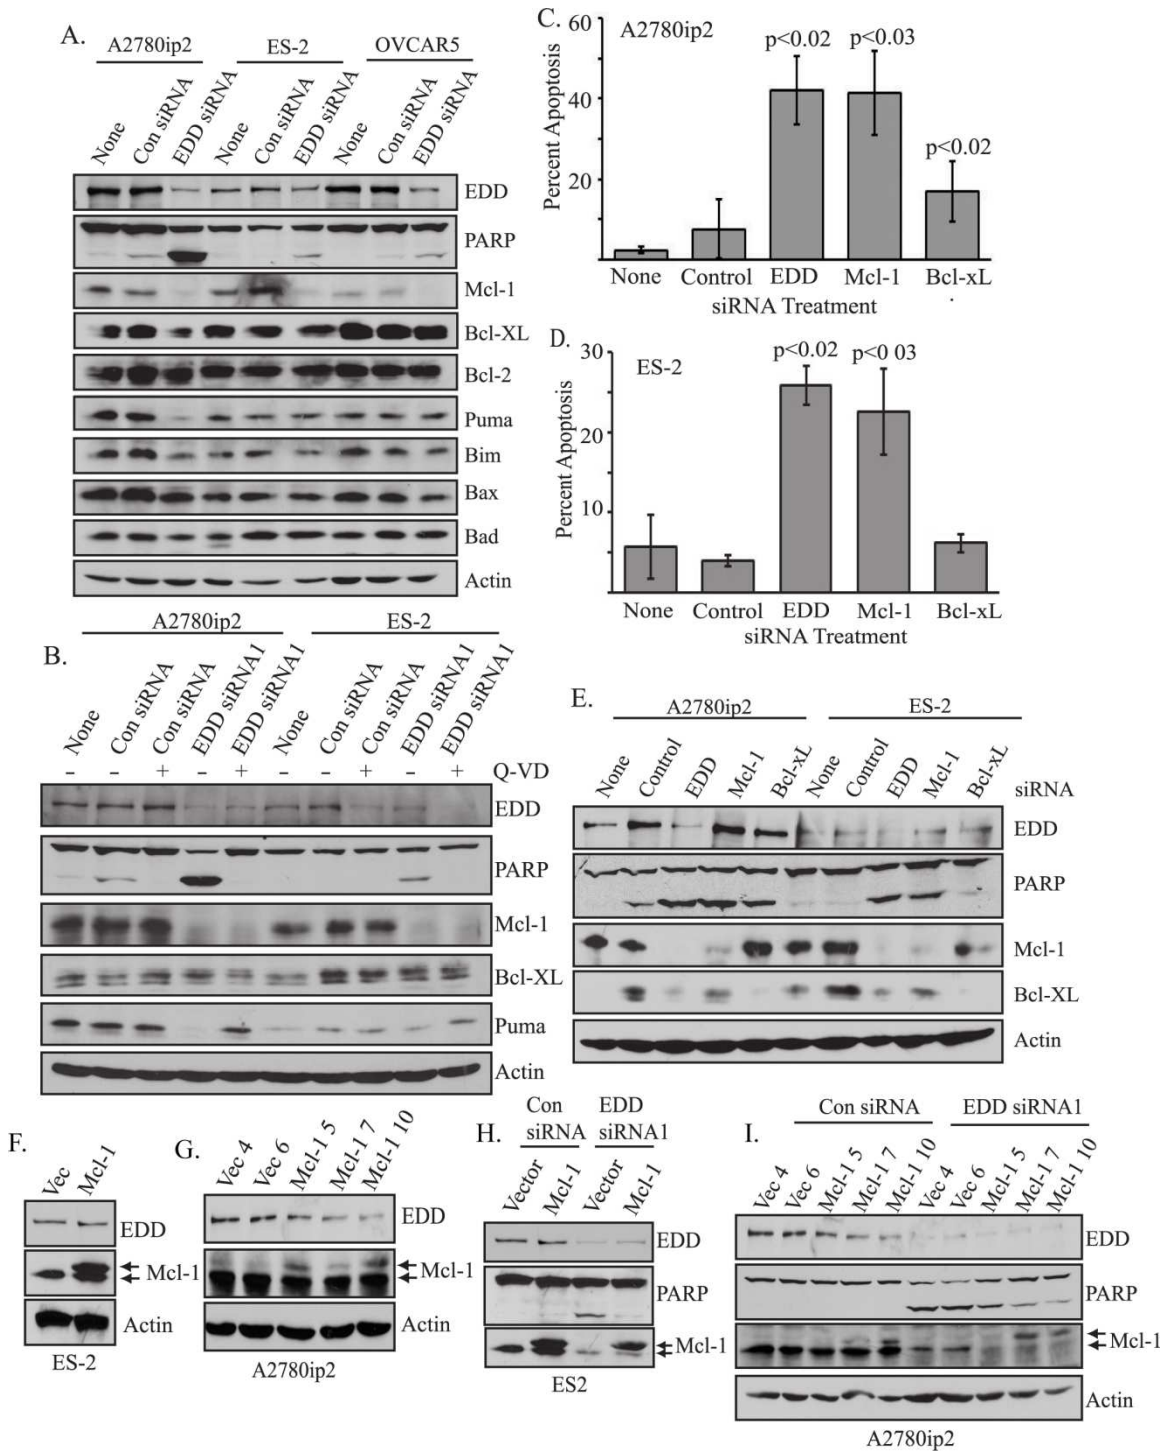 A.
A2780ip2 ES-2 OVCAR5
None Con siRNA EDD siRNA None Con siRNA EDD siRNA None Con siRNA EDD siRNA
EDD
PARP
Mcl-1
Bcl-XL
Bcl-2
Puma
Bim
Bax
Bad
Actin
B.
A2780ip2 ES-2
None Con siRNA Con siRNA EDD siRNA1 EDD siRNA1 None Con siRNA Con siRNA EDD siRNA1 EDD siRNA1
- - + - + - - + - + Q-VD
EDD
PARP
Mcl-1
Bcl-XL
Puma
Actin
C.
60
40
20
Percent Apoptosis
A2780ip2
p<0.02 p<0.03
p<0.02
None Control EDD Mcl-1 Bcl-xL
siRNA Treatment
D.
30
20
10
Percent Apoptosis
ES-2
p<0.02 p<0 03
None Control EDD Mcl-1 Bcl-xL
siRNA Treatment
E.
A2780ip2 ES-2
None Control EDD Mcl-1 Bcl-xL None Control EDD Mcl-1 Bcl-xL
siRNA
EDD
PARP
Mcl-1
Bcl-XL
Actin
F.
Vec Mcl-1
EDD
Mcl-1
Actin
ES-2
G.
Vec 4 Vec 6 Mcl-1 5 Mcl-1 7 Mcl-1 10
EDD
Mcl-1
Actin
A2780ip2
H.
Con siRNA EDD siRNA1
Vector Mcl-1 Vector Mcl-1
EDD
PARP
Mcl-1
ES2
I.
Con siRNA EDD siRNA1
Vec 4 Vec 6 Mcl-1 5 Mcl-1 7 Mcl-1 10 Vec 4 Vec 6 Mcl-1 5 Mcl-1 7 Mcl-1 10
EDD
PARP
Mcl-1
Actin
A2780ip2